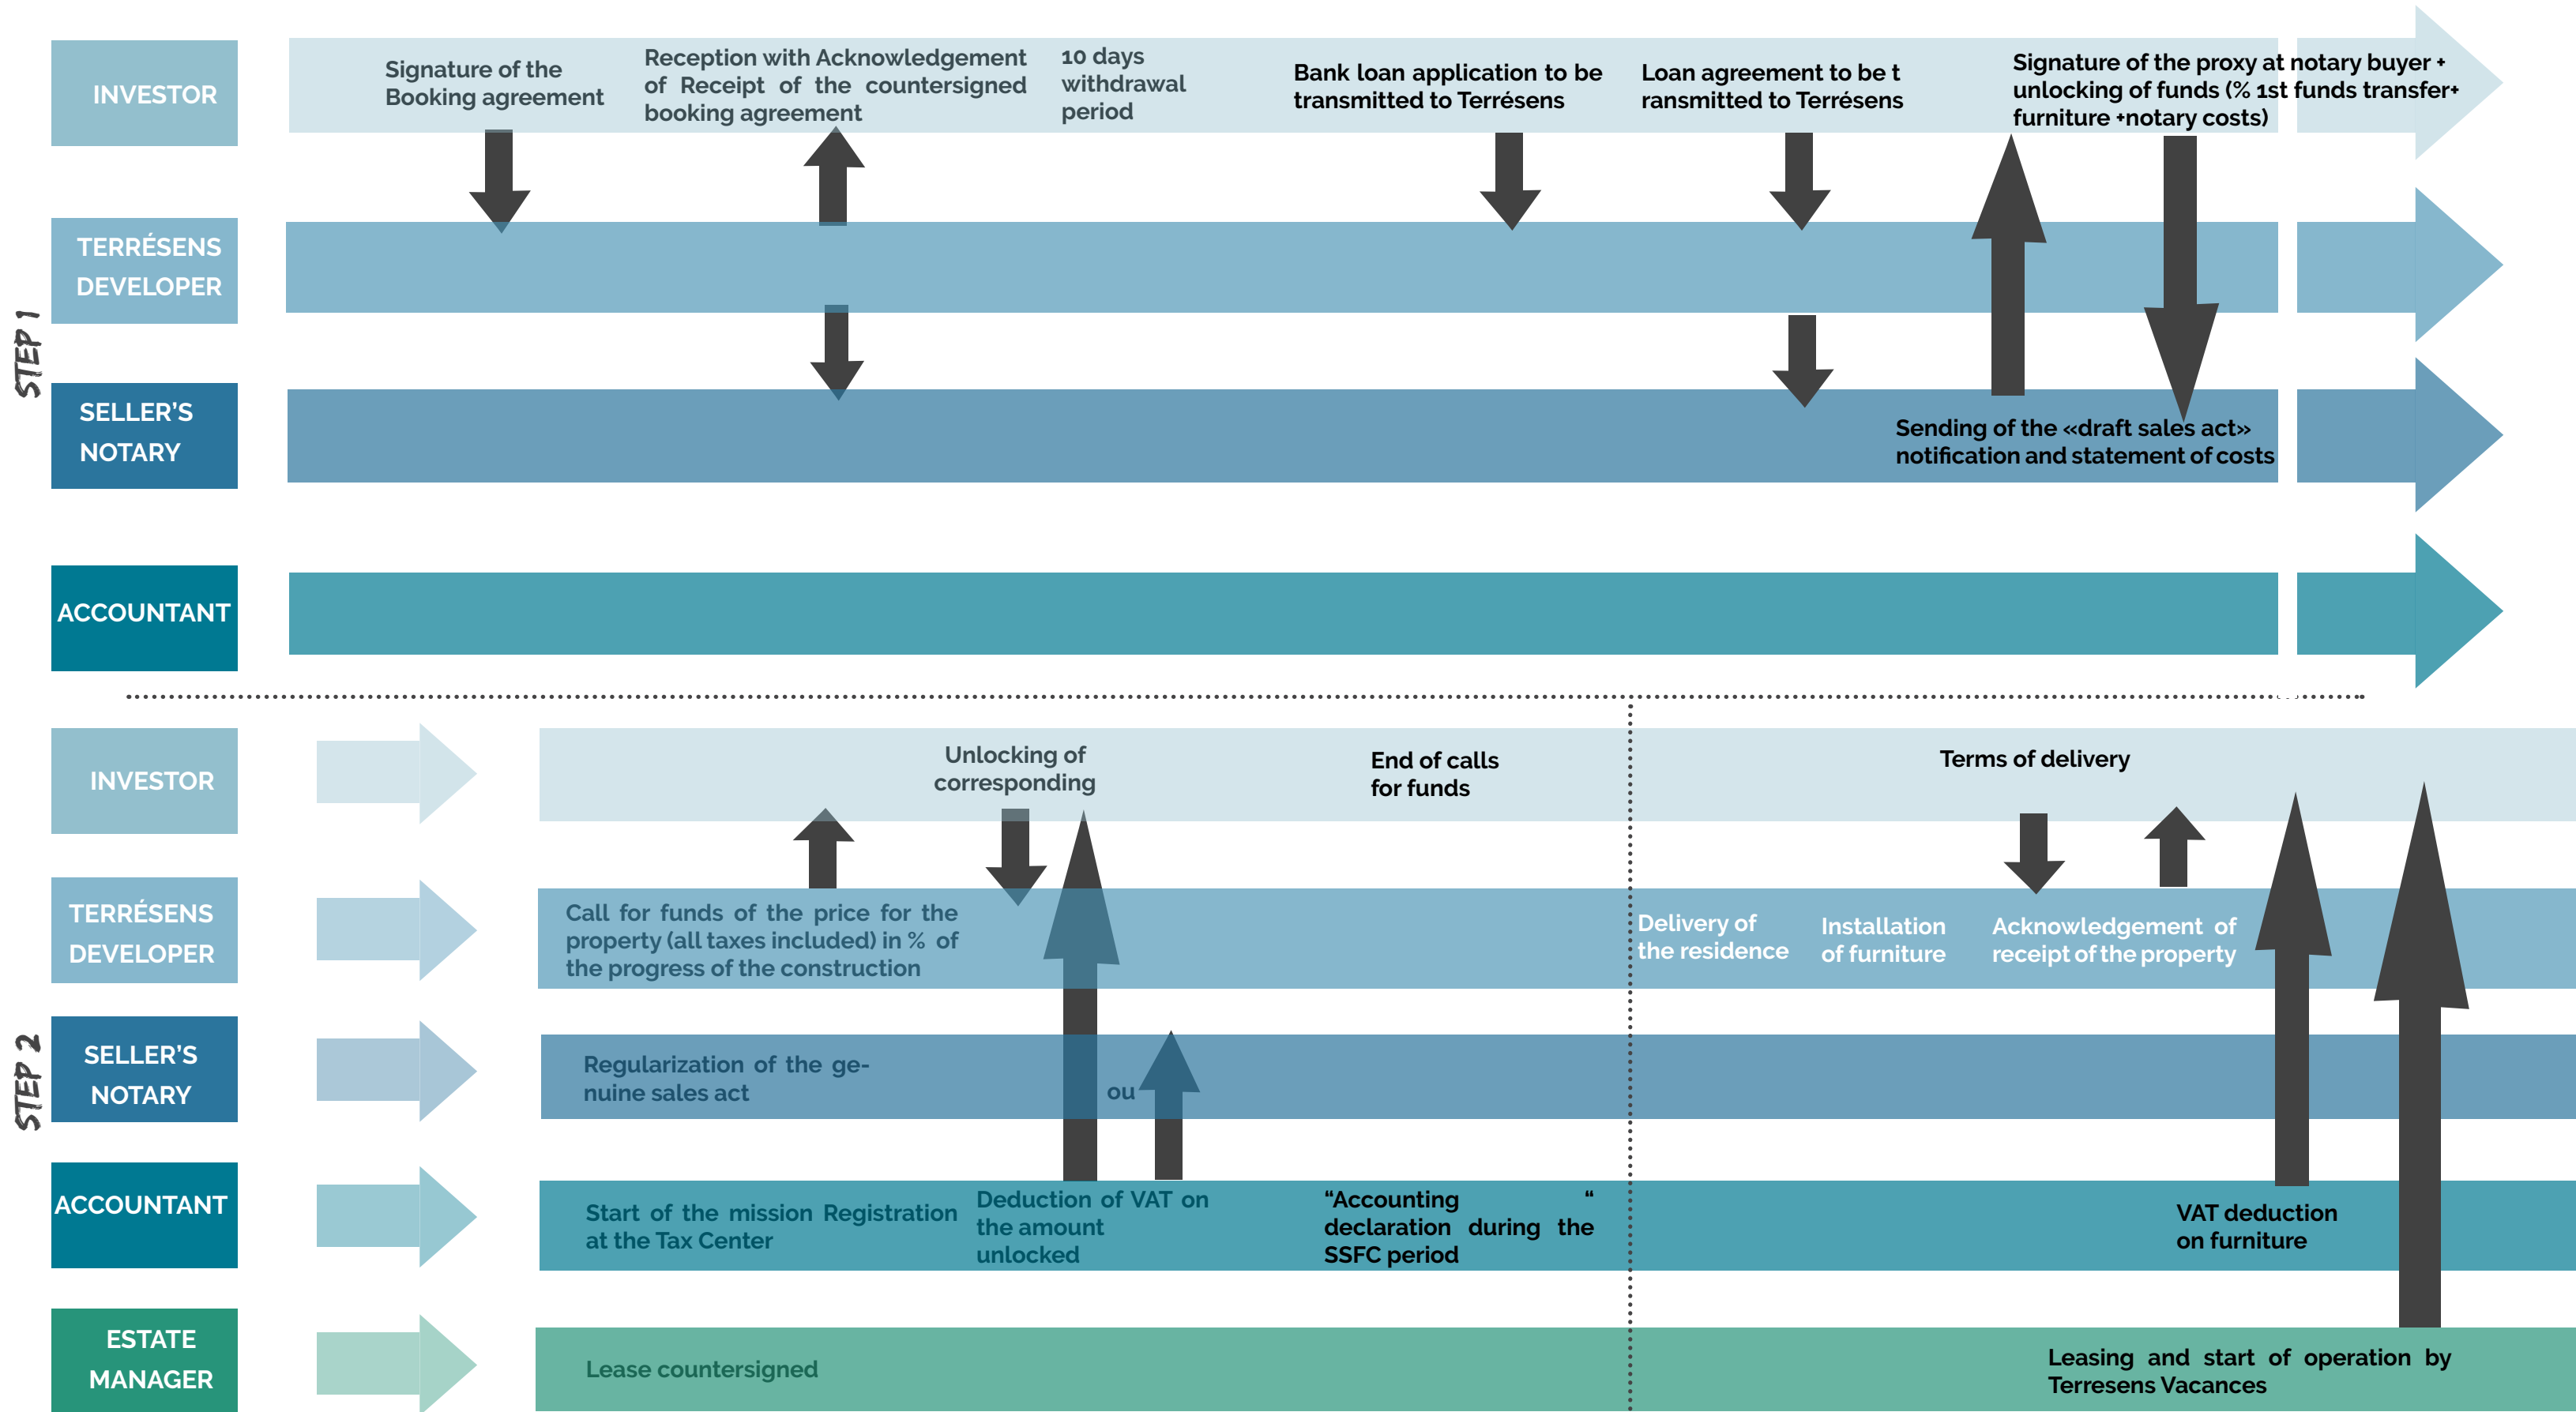 STEP 1
INVESTOR
Signature of the
Booking agreement
Reception with Acknowledgement
of Receipt of the countersigned
booking agreement
10 days
withdrawal
period
Bank loan application to be
transmitted to Terrésens
Loan agreement to be t
ransmitted to Terrésens
Signature of the proxy at notary buyer +
unlocking of funds (% 1st funds transfer+
furniture +notary costs)
TERRÉSENS
DEVELOPER
SELLER'S
NOTARY
Sending of the «draft sales act»
notification and statement of costs
ACCOUNTANT
STEP 2
INVESTOR
Unlocking of
corresponding
End of calls
for funds
Terms of delivery
TERRÉSENS
DEVELOPER
Call for funds of the price for the
property (all taxes included) in % of
the progress of the construction
Delivery of
the residence
Installation
of furniture
Acknowledgement of
receipt of the property
SELLER'S
NOTARY
Regularization of the ge-
nuine sales act
ou
ACCOUNTANT
Start of the mission Registration
at the Tax Center
Deduction of VAT on
the amount
unlocked
“Accounting “
declaration during the
SSFC period
VAT deduction
on furniture
ESTATE
MANAGER
Lease countersigned
Leasing and start of operation by
Terresens Vacances